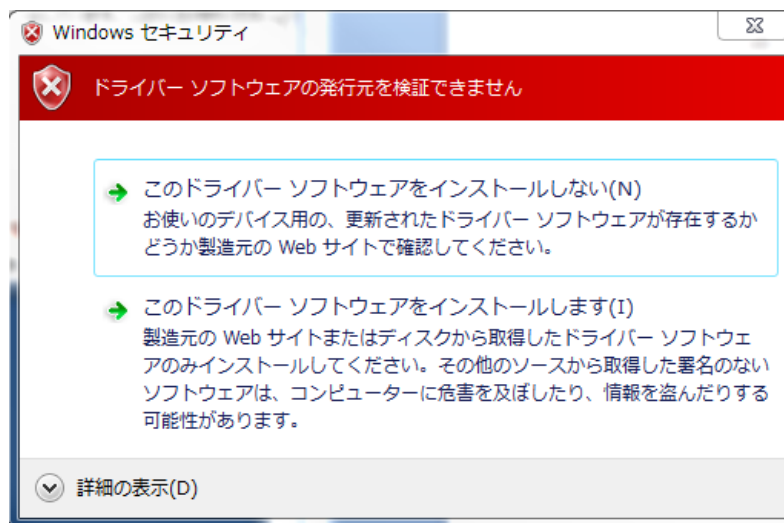 Windows セキュリティ
ドライバー ソフトウェアの発行元を検証できません
このドライバー ソフトウェアをインストールしない(N)
お使いのデバイス用の、更新されたドライバー ソフトウェアが存在するか
どうか製造元の Web サイトで確認してください。
このドライバー ソフトウェアをインストールします(I)
製造元の Web サイトまたはディスクから取得したドライバー ソフトウェ
アのみインストールしてください。その他のソースから取得した署名のない
ソフトウェアは、コンピューターに危害を及ぼしたり、情報を盗んだりする
可能性があります。
詳細の表示(D)